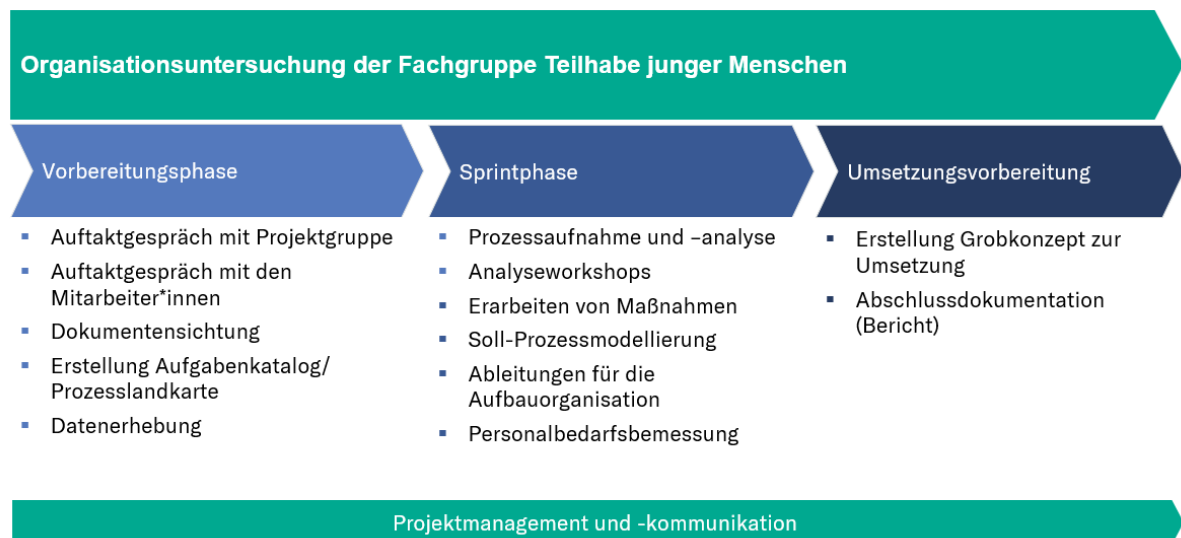 Organisationsuntersuchung der Fachgruppe Teilhabe junger Menschen
Vorbereitungsphase
Auftaktgespräch mit Projektgruppe
Auftaktgespräch mit den
Mitarbeiter*innen
Dokumentensichtung
Erstellung Aufgabenkatalog/
Prozesslandkarte
Datenerhebung
Sprintphase
Prozessaufnahme und –analyse
Analyseworkshops
Erarbeiten von Maßnahmen
Soll-Prozessmodellierung
Ableitungen für die
Aufbauorganisation
Personalbedarfsbemessung
Umsetzungsvorbereitung
Erstellung Grobkonzept zur
Umsetzung
Abschlussdokumentation
(Bericht)
Projektmanagement und -kommunikation